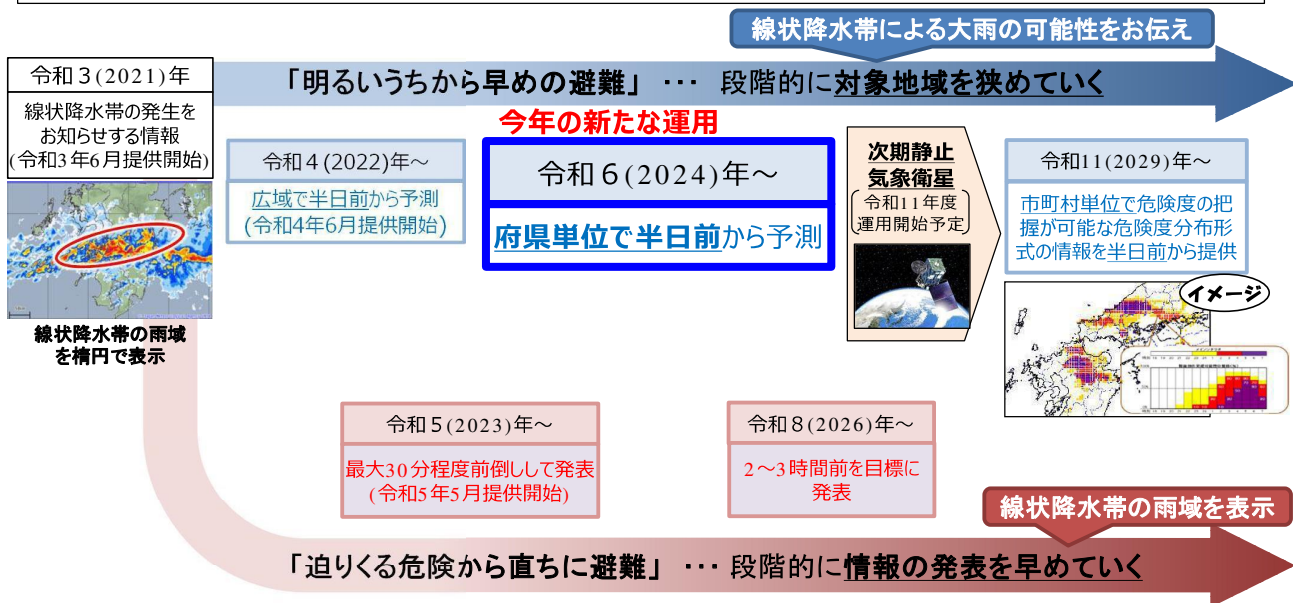 線状降水帯による大雨の可能性をお伝え
「明るいうちから早めの避難」 ･･･ 段階的に対象地域を狭めていく
令和３(2021)年
線状降水帯の発生を
お知らせする情報
(令和3年6月提供開始)
線状降水帯の雨域
を楕円で表示
令和４(2022)年～
広域で半日前から予測
(令和4年6月提供開始)
今年の新たな運用
令和６(2024)年～
府県単位で半日前から予測
次期静止
気象衛星
令和11年度
運用開始予定
令和11(2029)年～
市町村単位で危険度の把
握が可能な危険度分布形
式の情報を半日前から提供
イメージ
令和５(2023)年～
最大30分程度前倒しして発表
(令和5年5月提供開始)
令和８(2026)年～
２～３時間前を目標に
発表
線状降水帯の雨域を表示
「迫りくる危険から直ちに避難」 ･･･ 段階的に情報の発表を早めていく